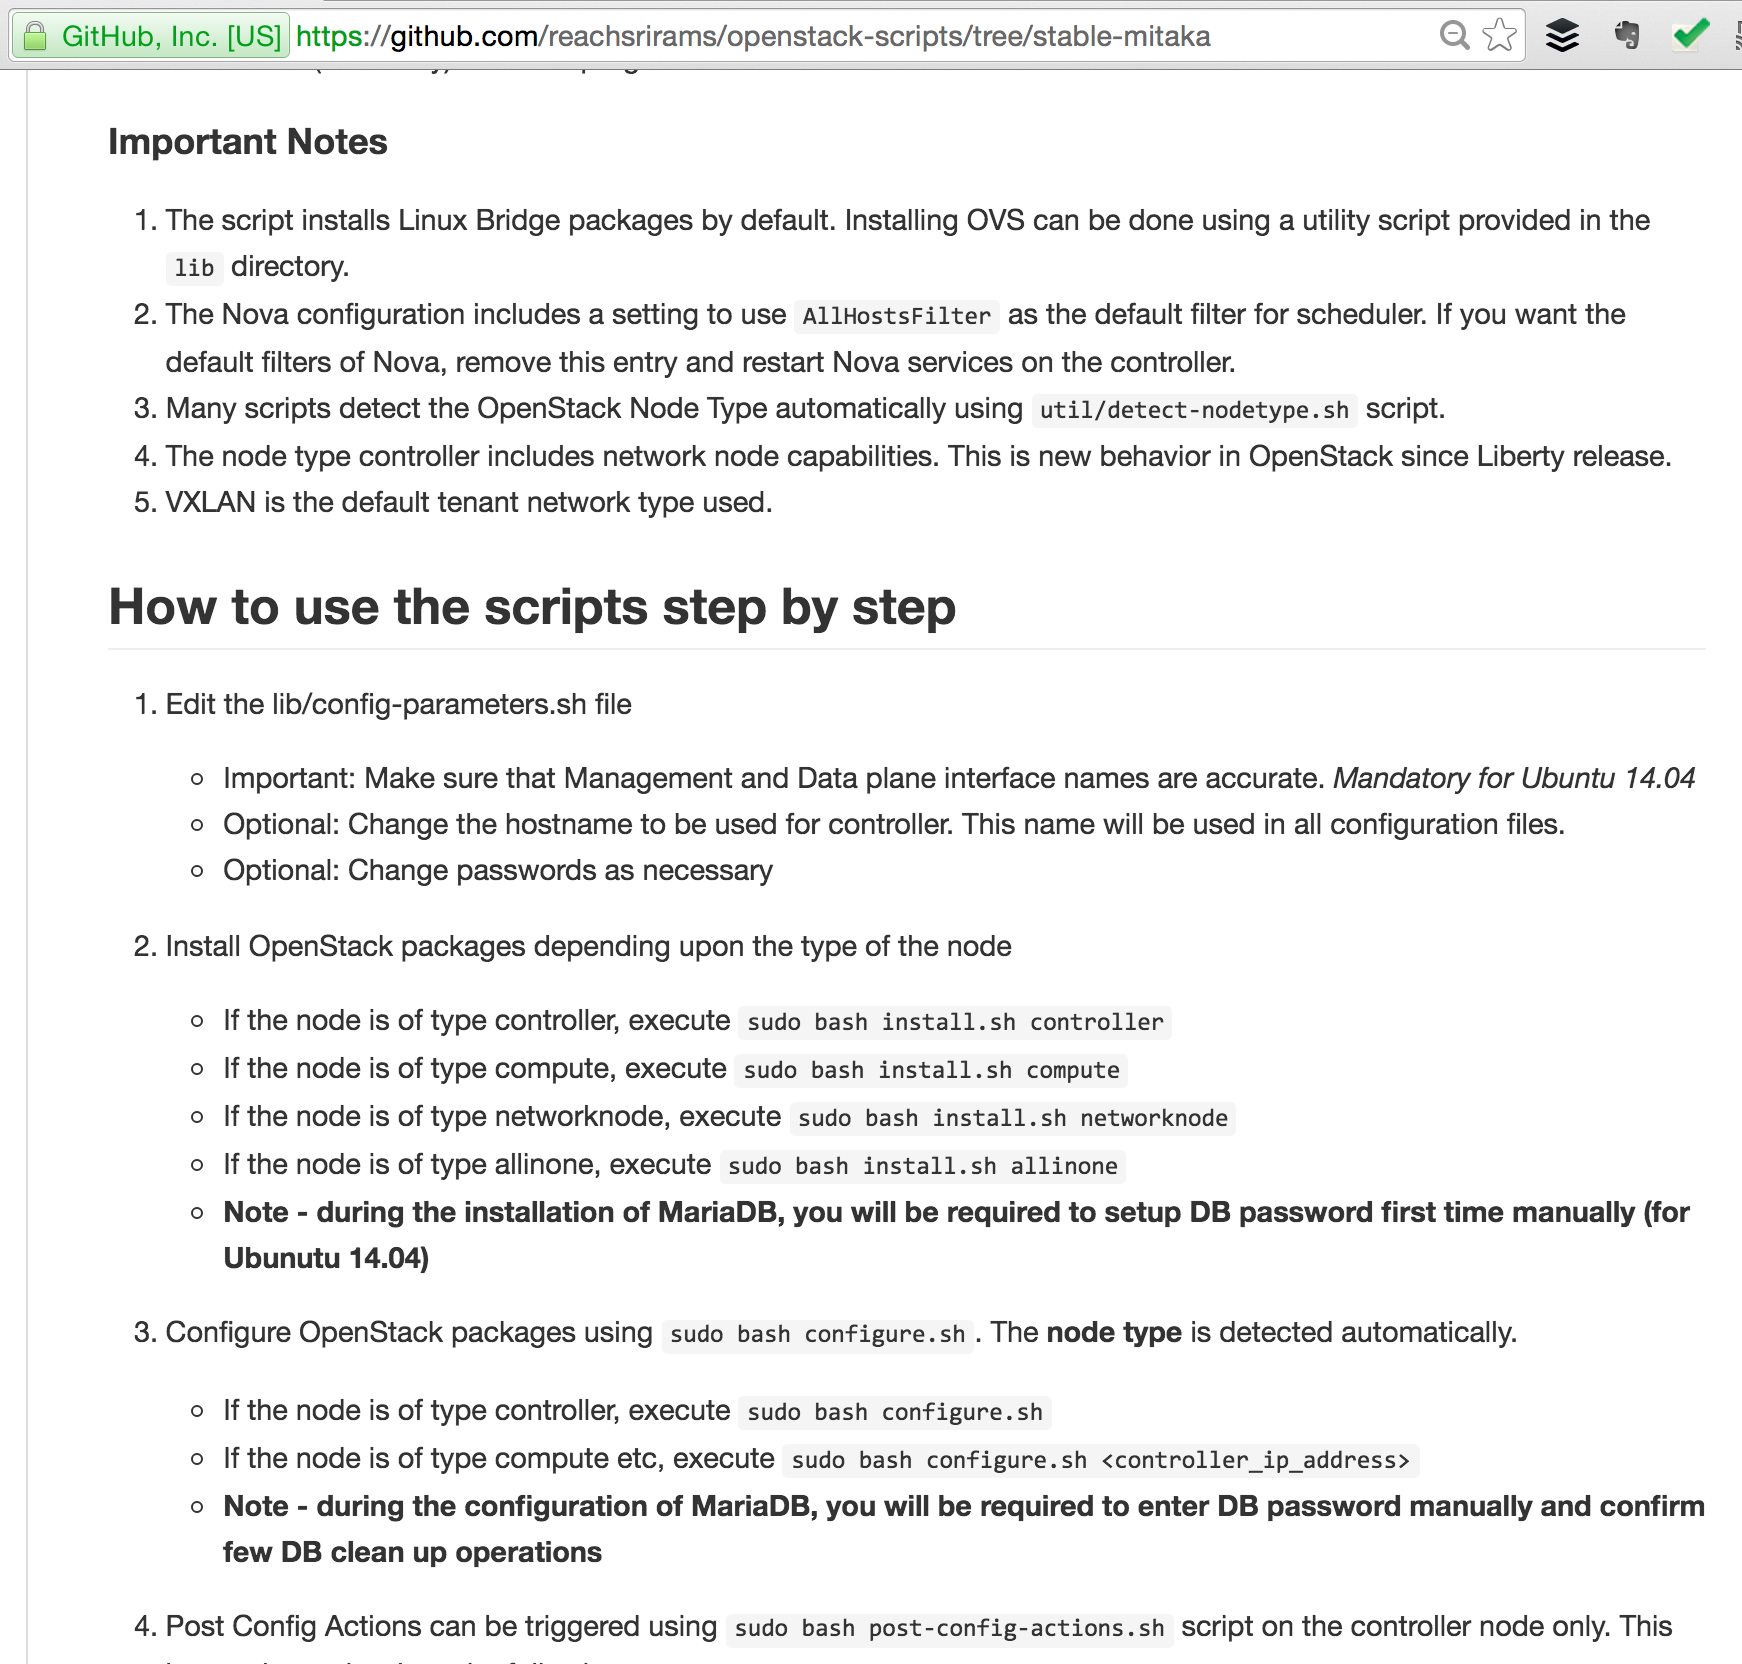 GitHub, Inc. [US] https://github.com/reachsrirams/openstack-scripts/tree/stable-mitaka
Important Notes
1. The script installs Linux Bridge packages by default. Installing OVS can be done using a utility script provided in the
lib directory.
2. The Nova configuration includes a setting to use AllHostsFilter as the default filter for scheduler. If you want the
default filters of Nova, remove this entry and restart Nova services on the controller.
3. Many scripts detect the OpenStack Node Type automatically using util/detect-nodetype.sh script.
4. The node type controller includes network node capabilities. This is new behavior in OpenStack since Liberty release.
5. VXLAN is the default tenant network type used.
How to use the scripts step by step
1. Edit the lib/config-parameters.sh file
Important: Make sure that Management and Data plane interface names are accurate. Mandatory for Ubuntu 14.04
Optional: Change the hostname to be used for controller. This name will be used in all configuration files.
Optional: Change passwords as necessary
2. Install OpenStack packages depending upon the type of the node
If the node is of type controller, execute sudo bash install.sh controller
If the node is of type compute, execute sudo bash install.sh compute
If the node is of type networknode, execute sudo bash install.sh networknode
If the node is of type allinone, execute sudo bash install.sh allinone
Note - during the installation of MariaDB, you will be required to setup DB password first time manually (for
Ubunutu 14.04)
3. Configure OpenStack packages using sudo bash configure.sh. The node type is detected automatically.
If the node is of type controller, execute sudo bash configure.sh
If the node is of type compute etc, execute sudo bash configure.sh <controller_ip_address>
Note - during the configuration of MariaDB, you will be required to enter DB password manually and confirm
few DB clean up operations
4. Post Config Actions can be triggered using sudo bash post-config-actions.sh script on the controller node only. This